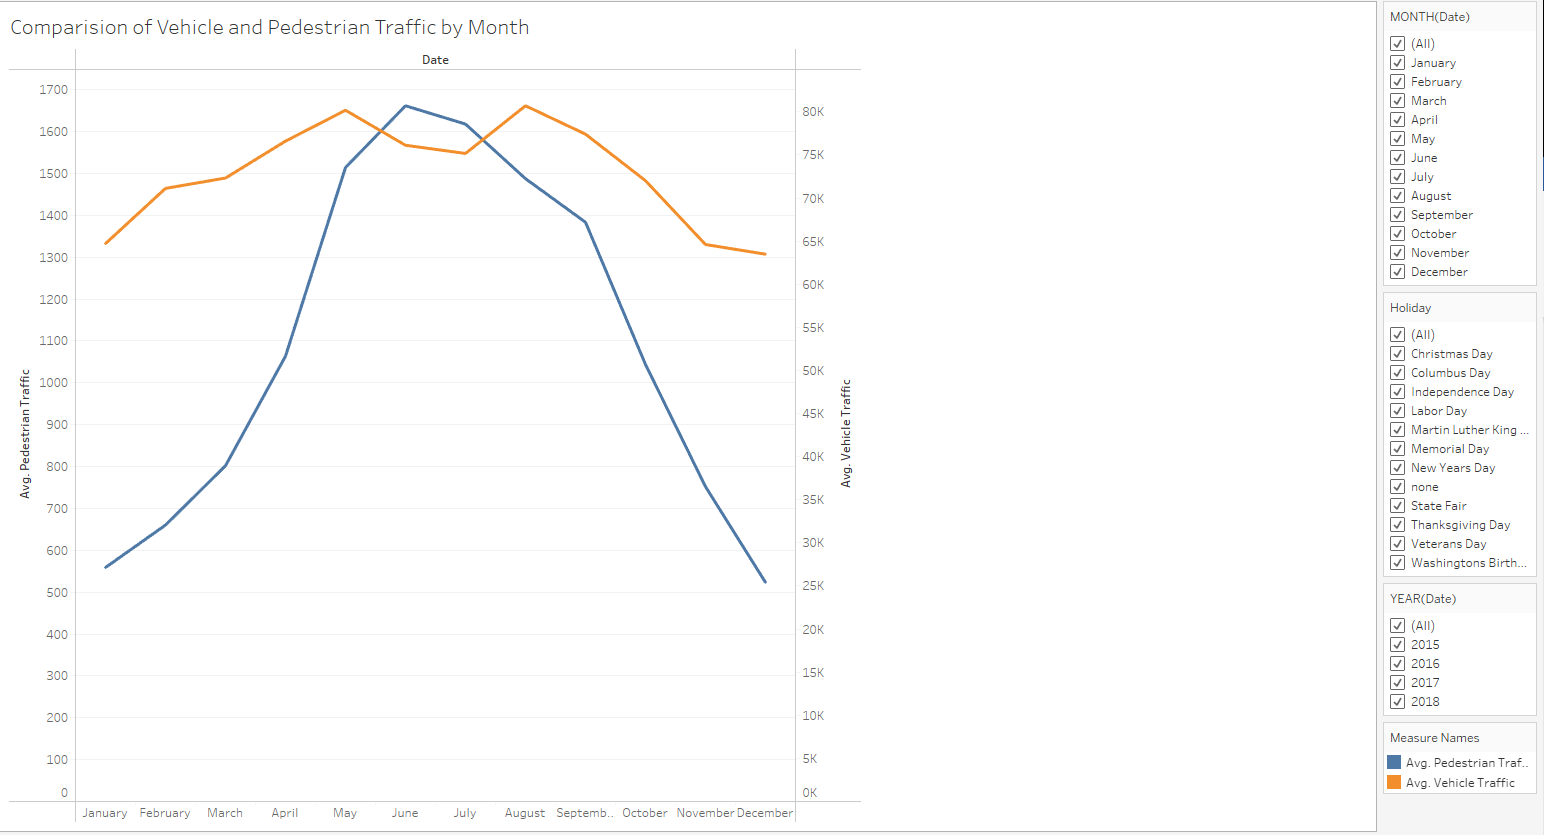 Comparision of Vehicle and Pedestrian Traffic by Month
Date
Avg. Pedestrian Traffic
1700
1600
1500
1400
1300
1200
1100
1000
900
800
700
600
500
400
300
200
100
0
80K
75K
70K
65K
60K
55K
50K
45K
40K
35K
30K
25K
20K
15K
10K
5K
0K
Avg. Vehicle Traffic
January February March April May June July August Septemb.. October November December
MONTH(Date)
(All)
January
February
March
April
May
June
July
August
September
October
November
December
Holiday
(All)
Christmas Day
Columbus Day
Independence Day
Labor Day
Martin Luther King ...
Memorial Day
New Years Day
none
State Fair
Thanksgiving Day
Veterans Day
Washingtons Birth...
YEAR(Date)
(All)
2015
2016
2017
2018
Measure Names
Avg. Pedestrian Traf..
Avg. Vehicle Traffic